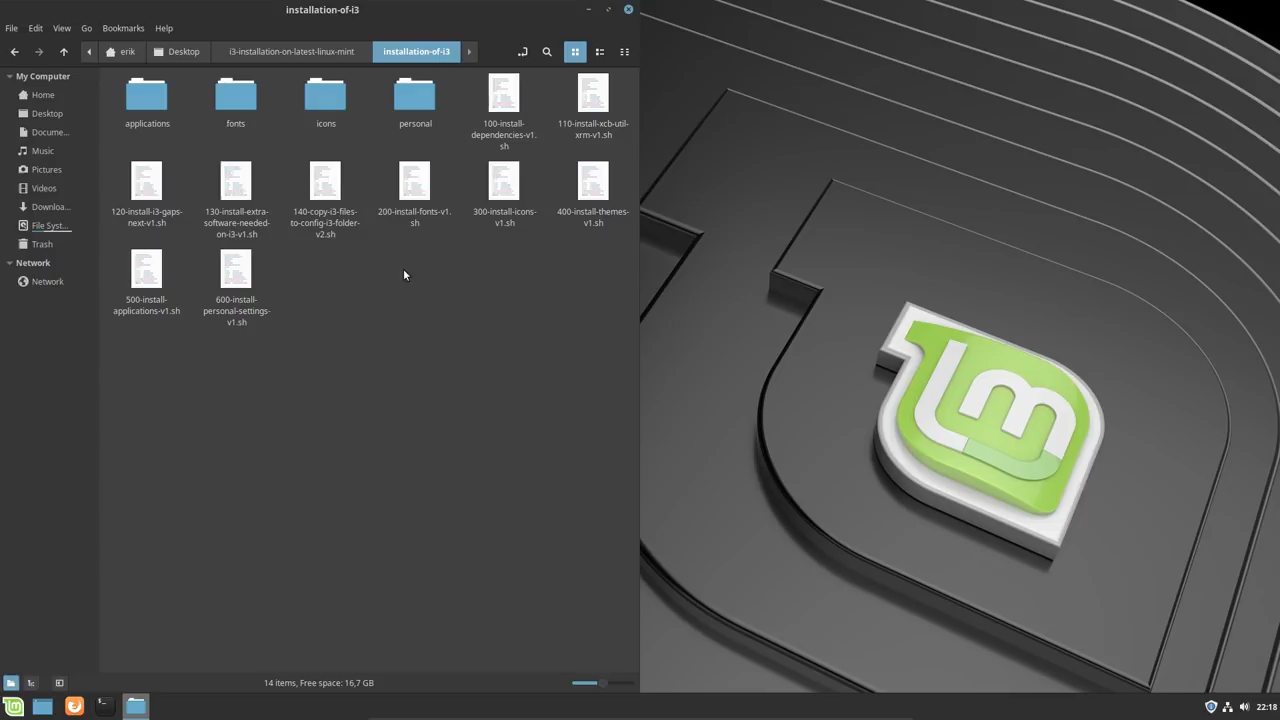 installation-of-i3
File Edit View Go Bookmarks Help
erik Desktop i3-installation-on-latest-linux-mint installation-of-i3
My Computer
Home
Desktop
Docume...
Music
Pictures
Videos
Downloa...
File Syst...
Trash
Network
Network
applications
fonts
icons
personal
100-install-
dependencies-v1.
sh
110-install-xcb-util-
xrm-v1.sh
120-install-i3-gaps-
next-v1.sh
130-install-extra-
software-needed-
on-i3-v1.sh
140-copy-i3-files-
to-config-i3-folder-
v2.sh
200-install-fonts-v1.
sh
300-install-icons-
v1.sh
400-install-themes-
v1.sh
500-install-
applications-v1.sh
600-install-
personal-settings-
v1.sh
14 items, Free space: 16,7 GB
22:18